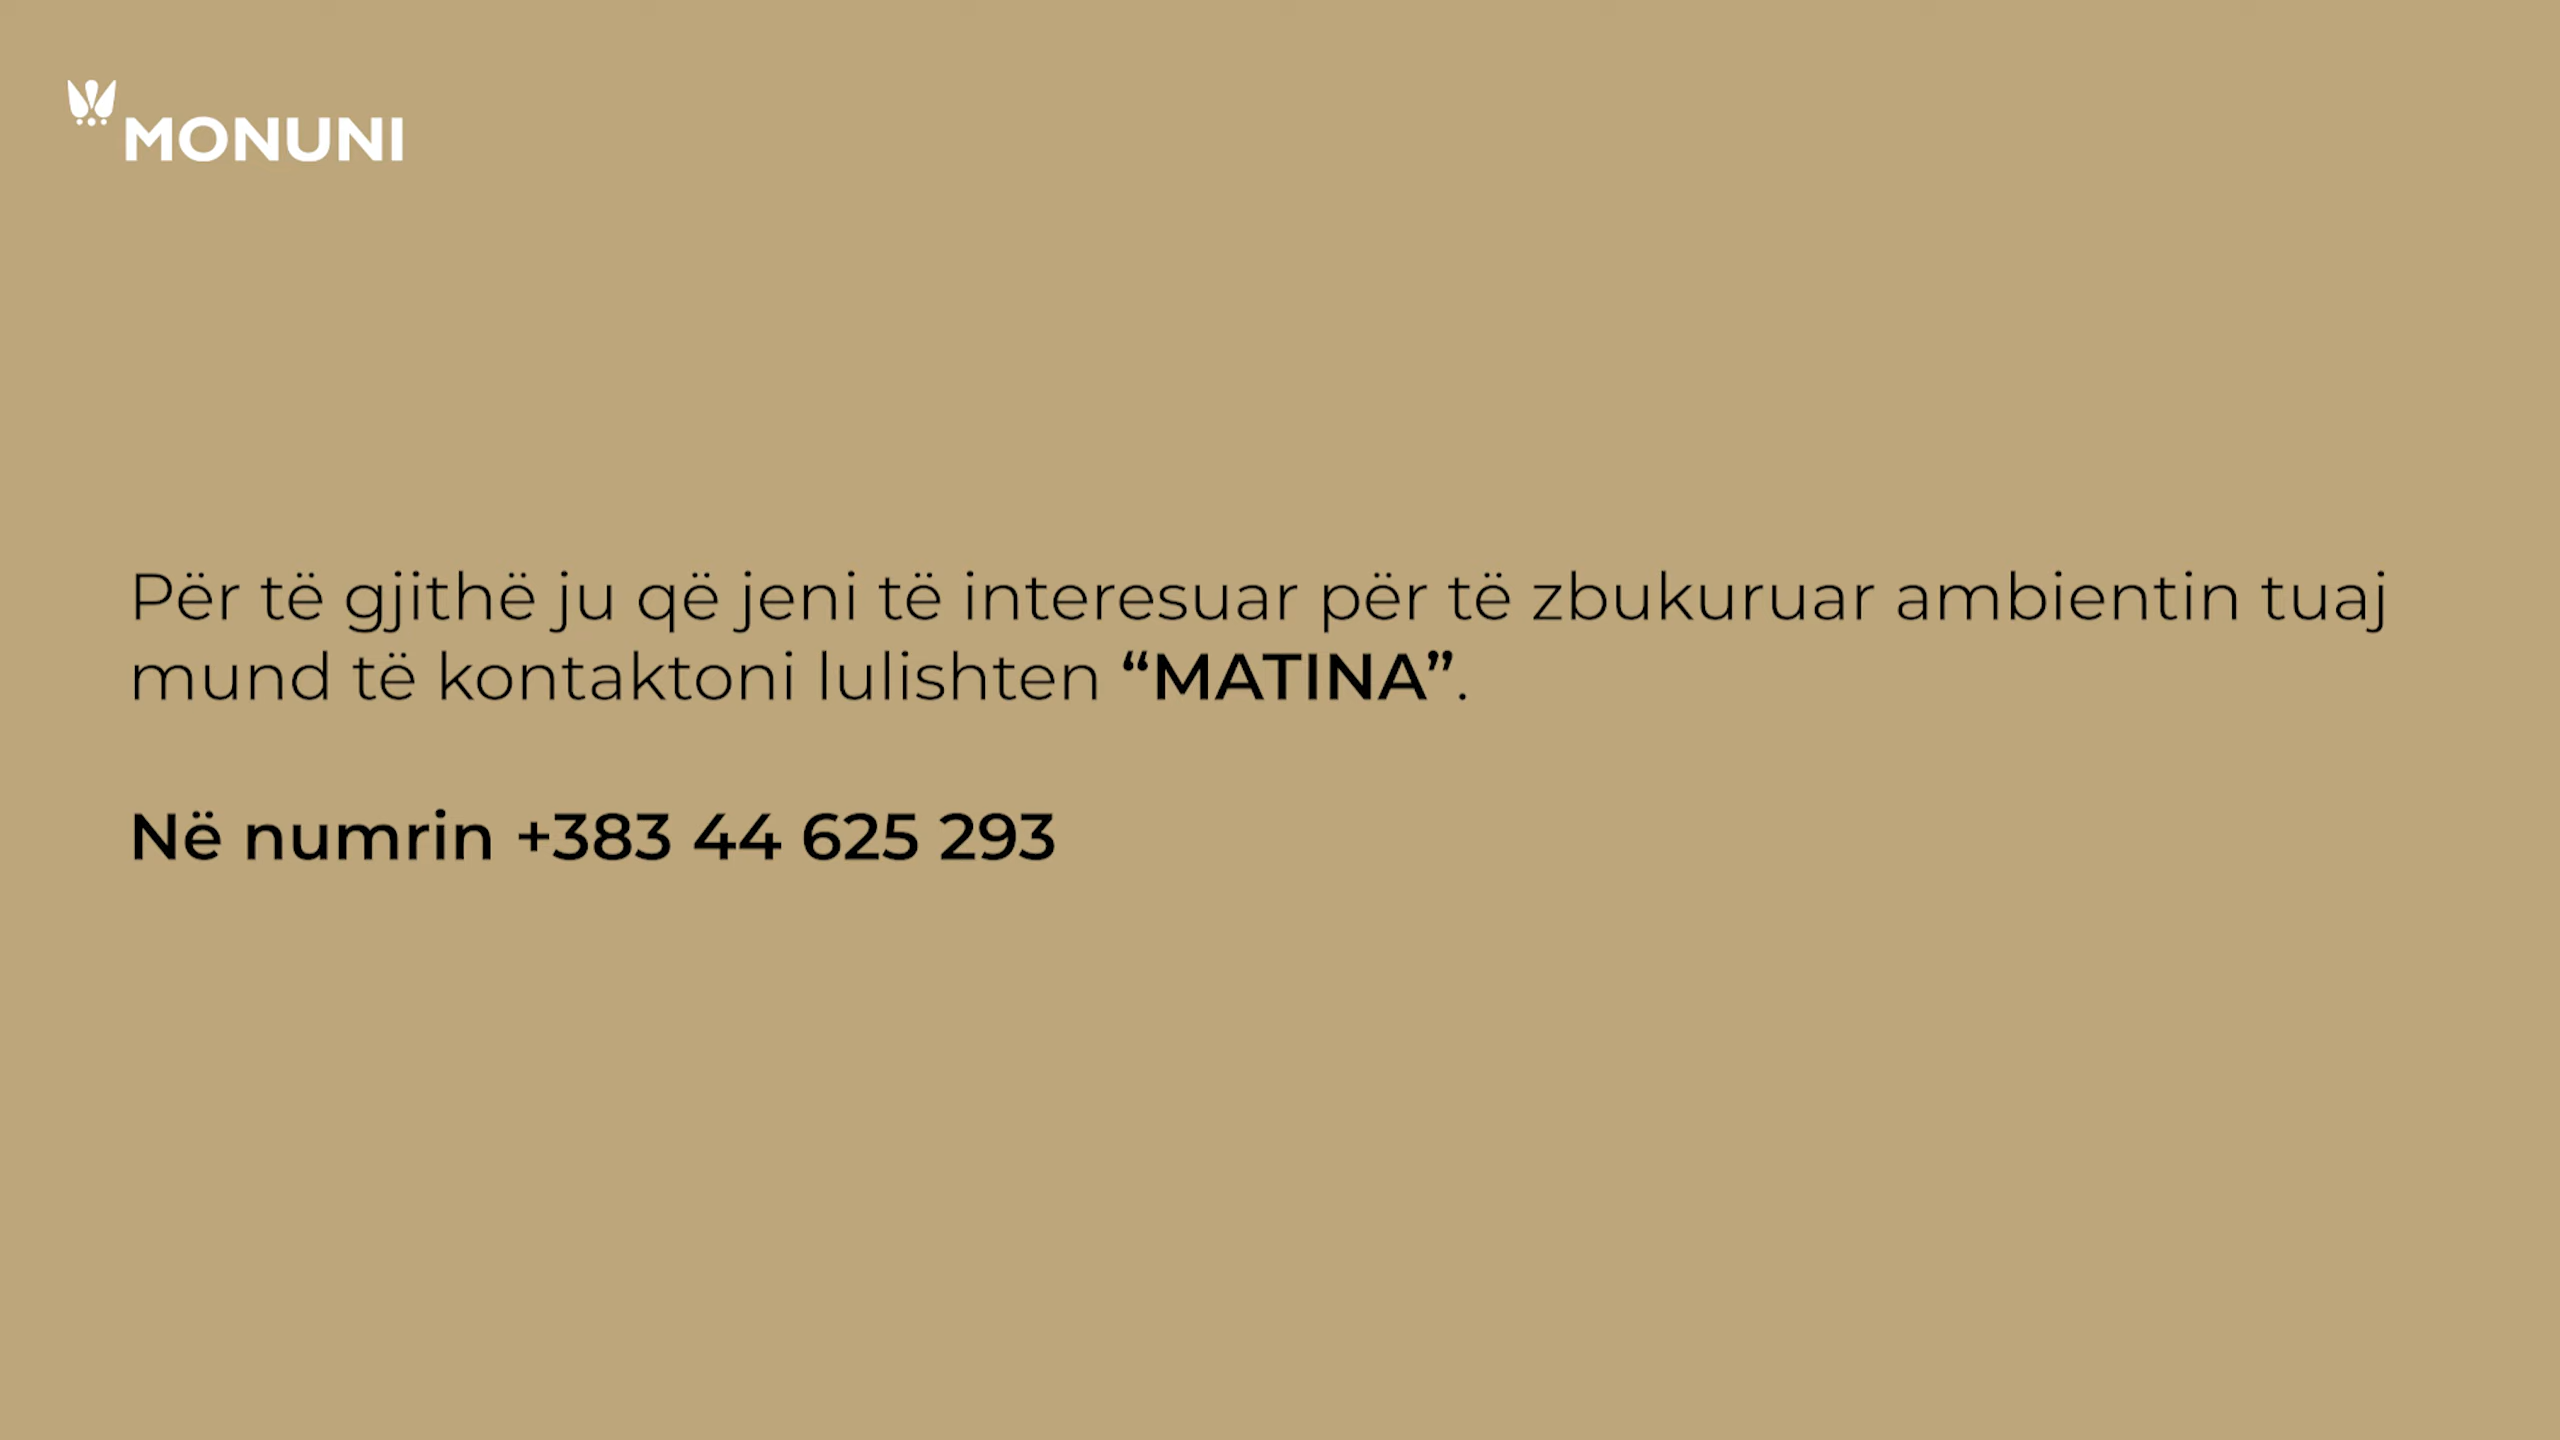 MONUNI
Për të gjithë ju që jeni të interesuar për të zbukuruar ambientin tuaj
mund të kontaktoni lulishten “MATINA”.
Në numrin +383 44 625 293